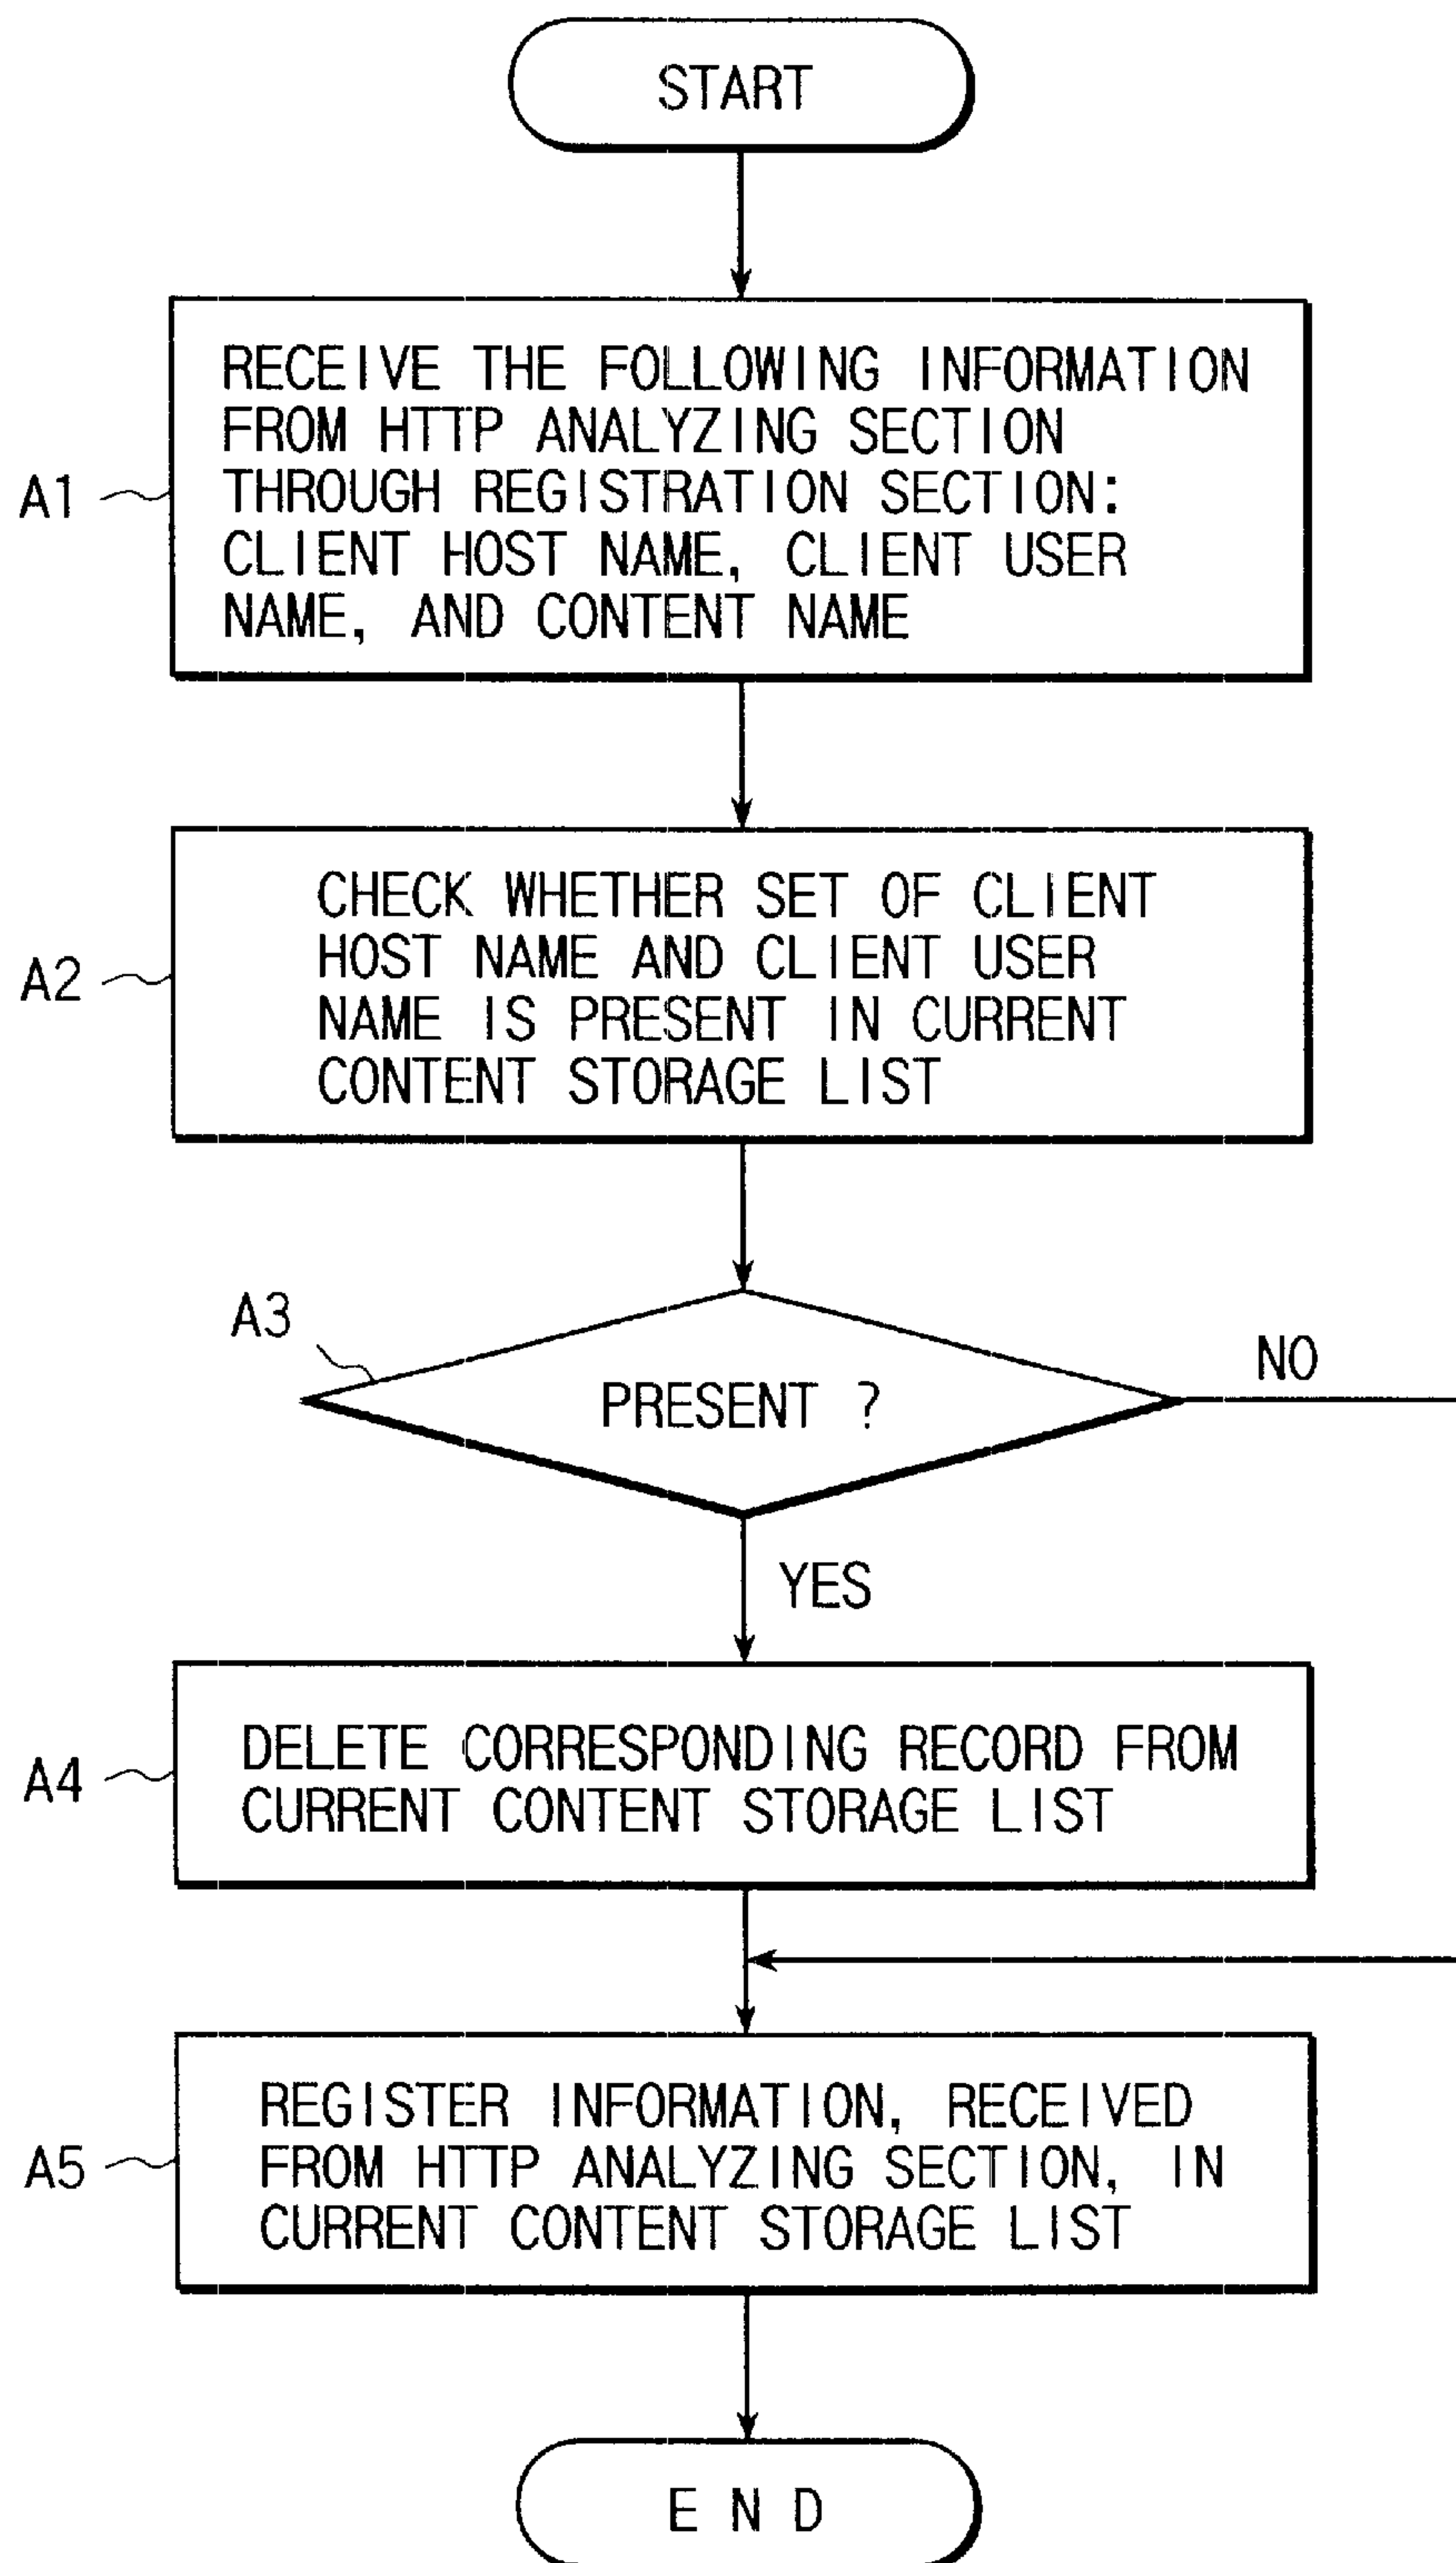 START
RECEIVE THE FOLLOWING INFORMATION
FROM HTTP ANALYZING SECTION
THROUGH REGISTRATION SECTION:
CLIENT HOST NAME, CLIENT USER
NAME, AND CONTENT NAME
A1
CHECK WHETHER SET OF CLIENT
HOST NAME AND CLIENT USER
NAME IS PRESENT IN CURRENT
CONTENT STORAGE LIST
A2
A3
PRESENT ?
NO
YES
DELETE CORRESPONDING RECORD FROM
CURRENT CONTENT STORAGE LIST
A4
REGISTER INFORMATION, RECEIVED
FROM HTTP ANALYZING SECTION, IN
CURRENT CONTENT STORAGE LIST
A5
END